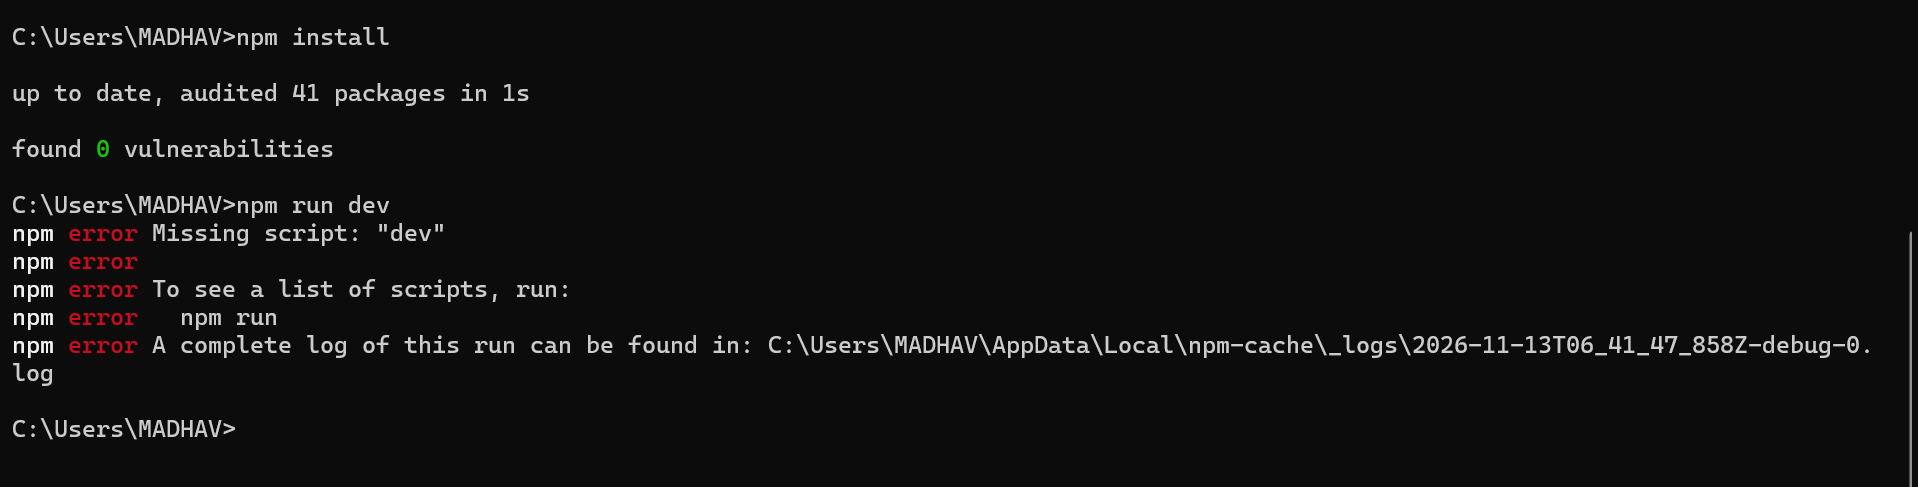 C:\Users\MADHAV>npm install
up to date, audited 41 packages in 1s
found 0 vulnerabilities
C:\Users\MADHAV>npm run dev
npm error Missing script: "dev"
npm error
npm error To see a list of scripts, run:
npm error   npm run
npm error A complete log of this run can be found in: C:\Users\MADHAV\AppData\Local\npm-cache\_logs\2026-11-13T06_41_47_858Z-debug-0.
log
C:\Users\MADHAV>